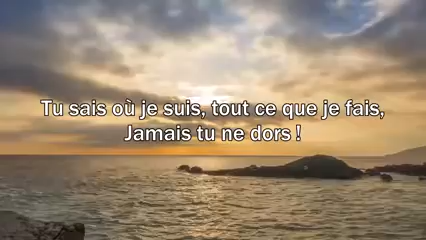 Tu sais où je suis, tout ce que je fais,
Jamais tu ne dors !